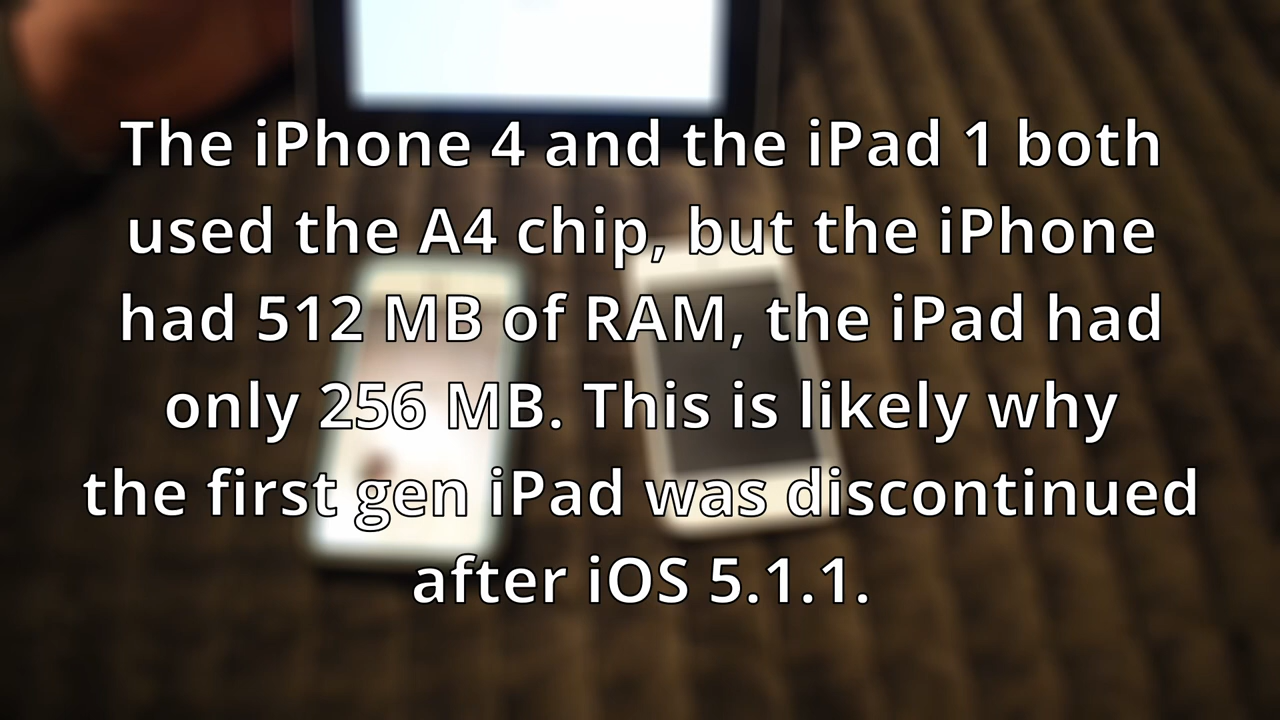 The iPhone 4 and the iPad 1 both
used the A4 chip, but the iPhone
had 512 MB of RAM, the iPad had
only 256 MB. This is likely why
the first gen iPad was discontinued
after iOS 5.1.1.